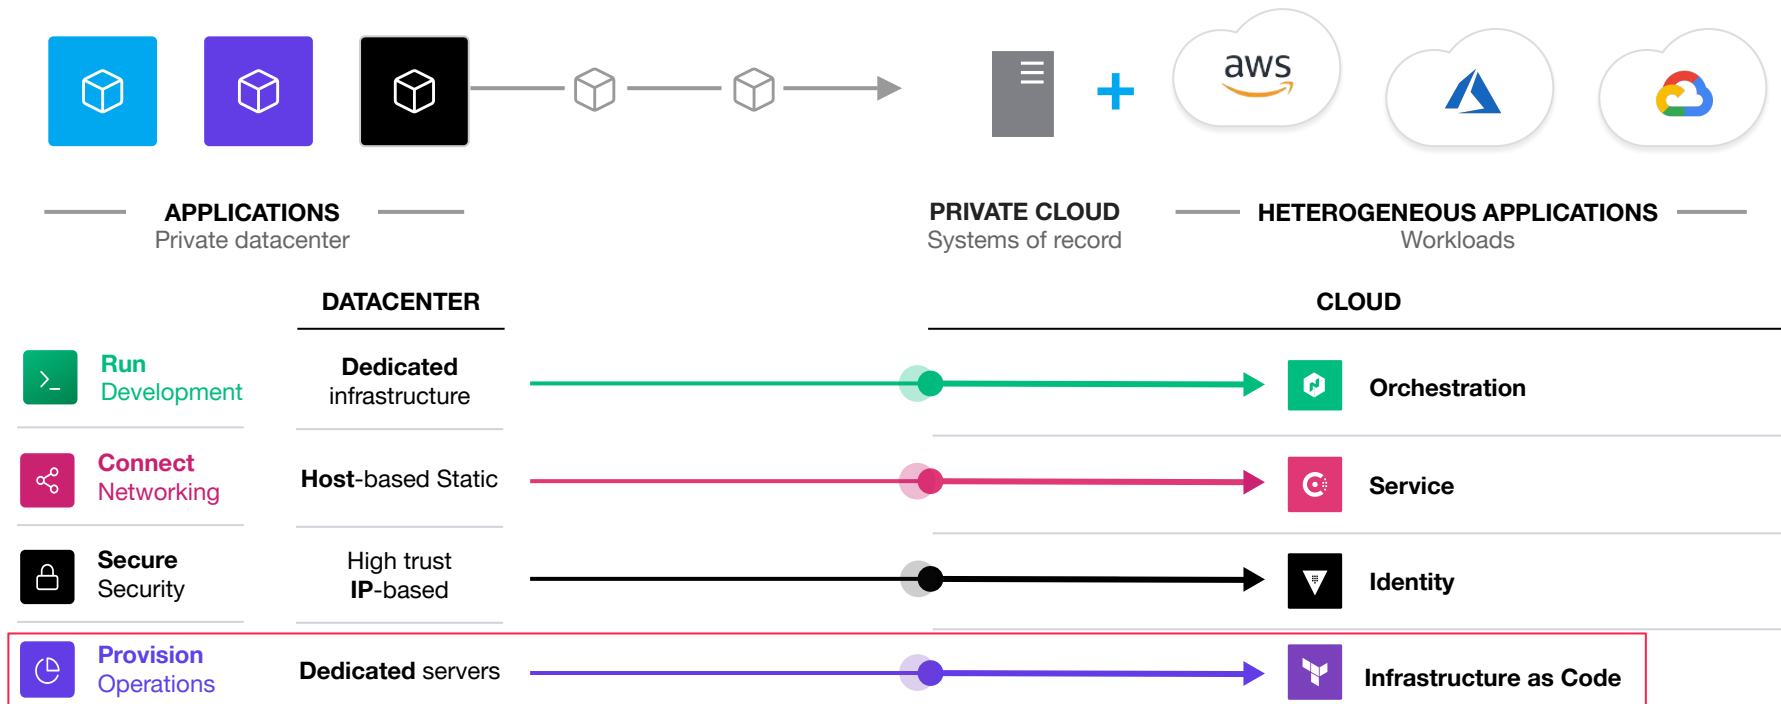 aws
APPLICATIONS
Private datacenter
PRIVATE CLOUD
Systems of record
HETEROGENEOUS APPLICATIONS
Workloads
DATACENTER
CLOUD
Run
Development
Dedicated
infrastructure
Orchestration
Connect
Networking
Host-based Static
Service
Secure
Security
High trust
IP-based
Identity
Provision
Operations
Dedicated servers
Infrastructure as Code